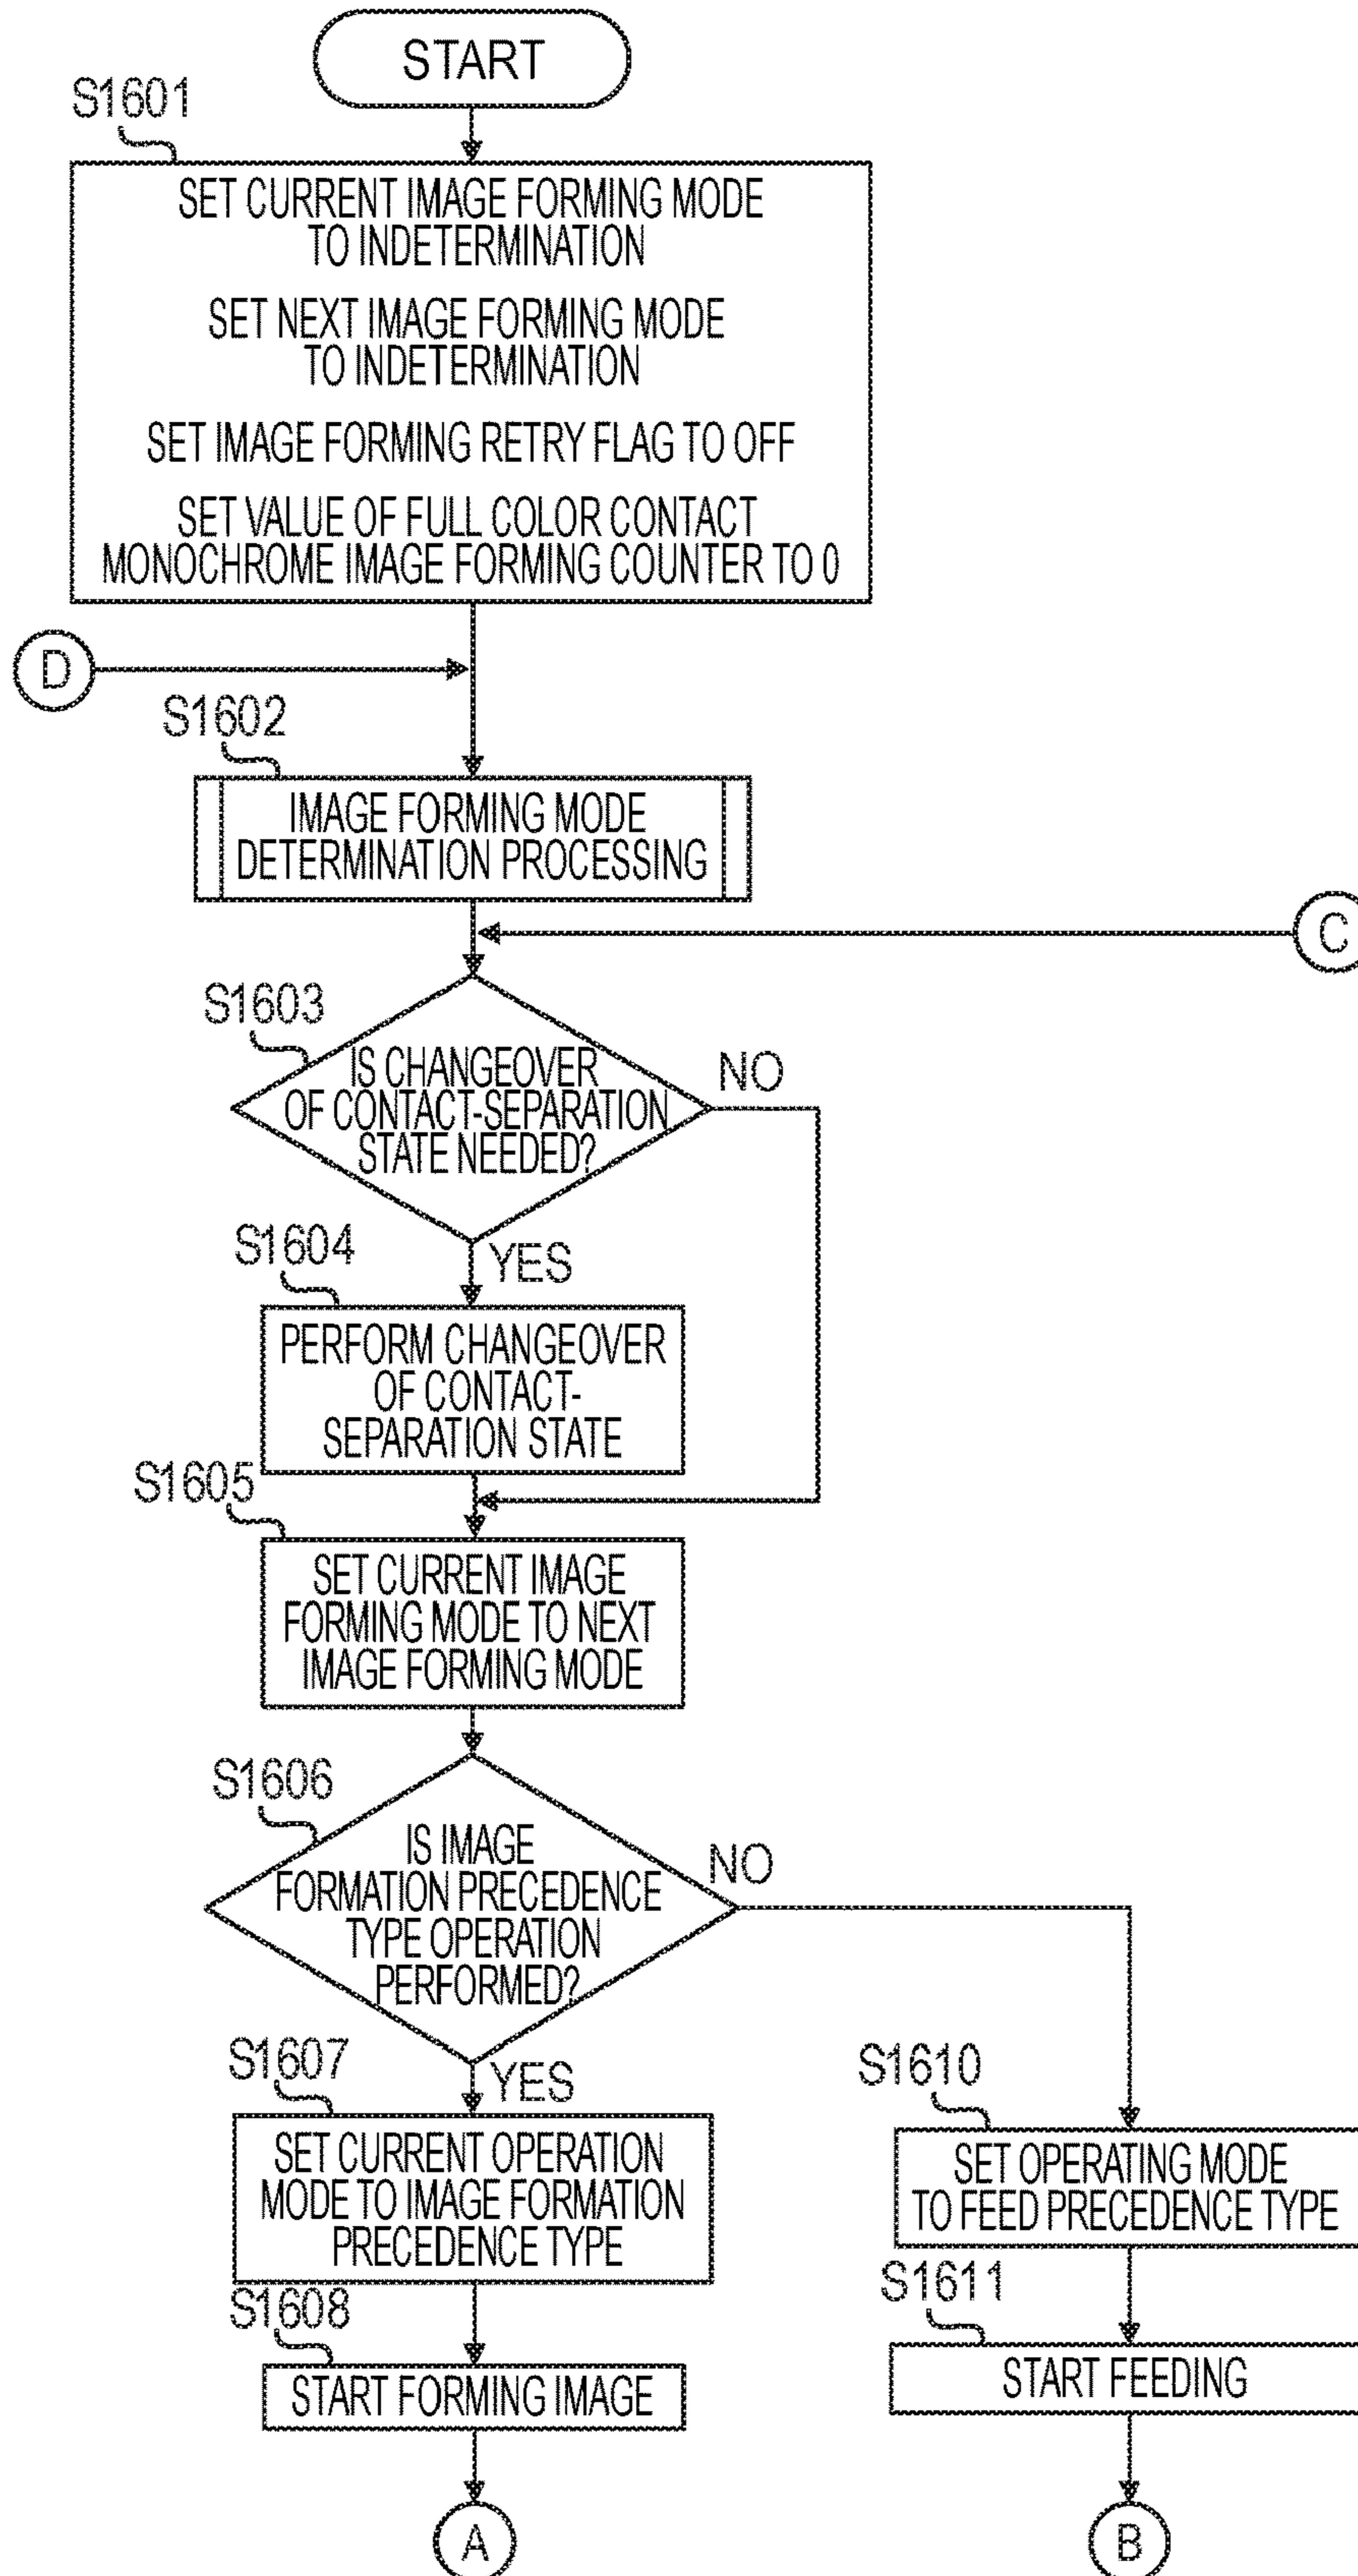 START
S1601
SET CURRENT IMAGE FORMING MODE
TO INDETERMINATION
SET NEXT IMAGE FORMING MODE
TO INDETERMINATION
SET IMAGE FORMING RETRY FLAG TO OFF
SET VALUE OF FULL COLOR CONTACT
MONOCHROME IMAGE FORMING COUNTER TO 0
D
S1602
IMAGE FORMING MODE
DETERMINATION PROCESSING
C
S1603
IS CHANGEOVER
OF CONTACT-SEPARATION
STATE NEEDED?
NO
S1604
YES
PERFORM CHANGEOVER
OF CONTACT-
SEPARATION STATE
S1605
SET CURRENT IMAGE
FORMING MODE TO NEXT
IMAGE FORMING MODE
S1606
IS IMAGE
FORMATION PRECEDENCE
TYPE OPERATION
PERFORMED?
NO
S1607
YES
SET CURRENT OPERATION
MODE TO IMAGE FORMATION
PRECEDENCE TYPE
S1610
SET OPERATING MODE
TO FEED PRECEDENCE TYPE
S1608
START FORMING IMAGE
S1611
START FEEDING
A
B